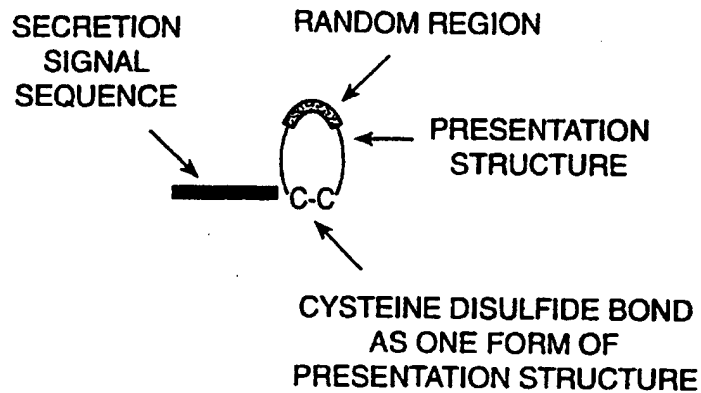 SECRETION
SIGNAL
SEQUENCE
RANDOM REGION
PRESENTATION
STRUCTURE
C-C
CYSTEINE DISULFIDE BOND
AS ONE FORM OF
PRESENTATION STRUCTURE